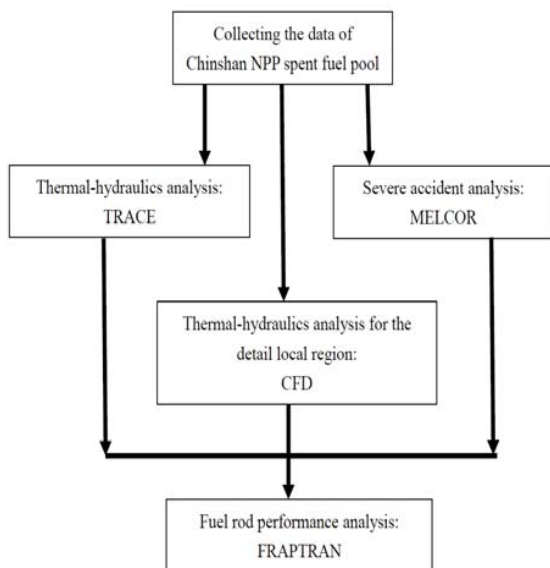 Collecting the data of
Chinshan NPP spent fuel pool
Thermal-hydraulics analysis:
TRACE
Severe accident analysis:
MELCOR
Thermal-hydraulics analysis for the
detail local region:
CFD
Fuel rod performance analysis:
FRAPTRAN